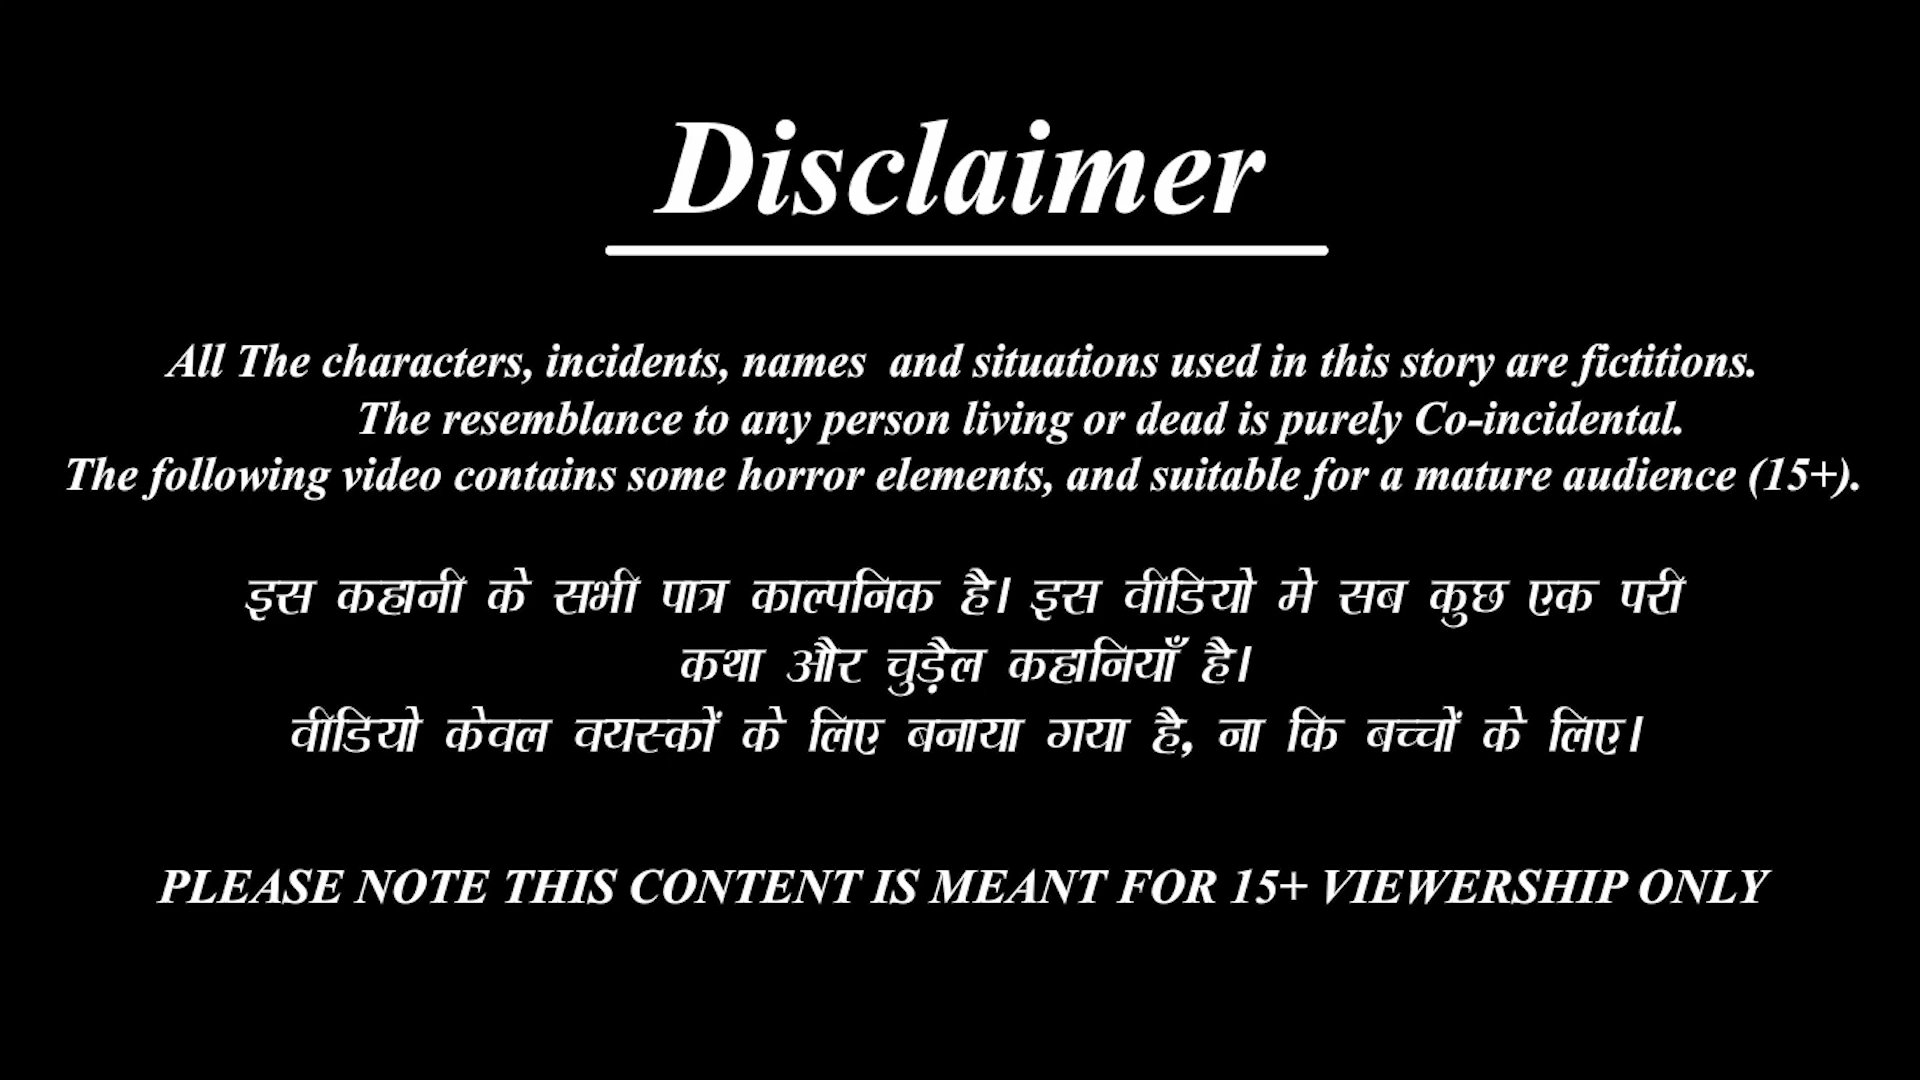 Disclaimer
All The characters, incidents, names and situations used in this story are fictitions.
The resemblance to any person living or dead is purely Co-incidental.
The following video contains some horror elements, and suitable for a mature audience (15+).
इस कहानी के सभी पात्र काल्पनिक है। इस वीडियो मे सब कुछ एक परी
कथा और चुड़ैल कहानियाँ है।
वीडियो केवल वयस्कों के लिए बनाया गया है, ना कि बच्चों के लिए।
PLEASE NOTE THIS CONTENT IS MEANT FOR 15+ VIEWERSHIP ONLY